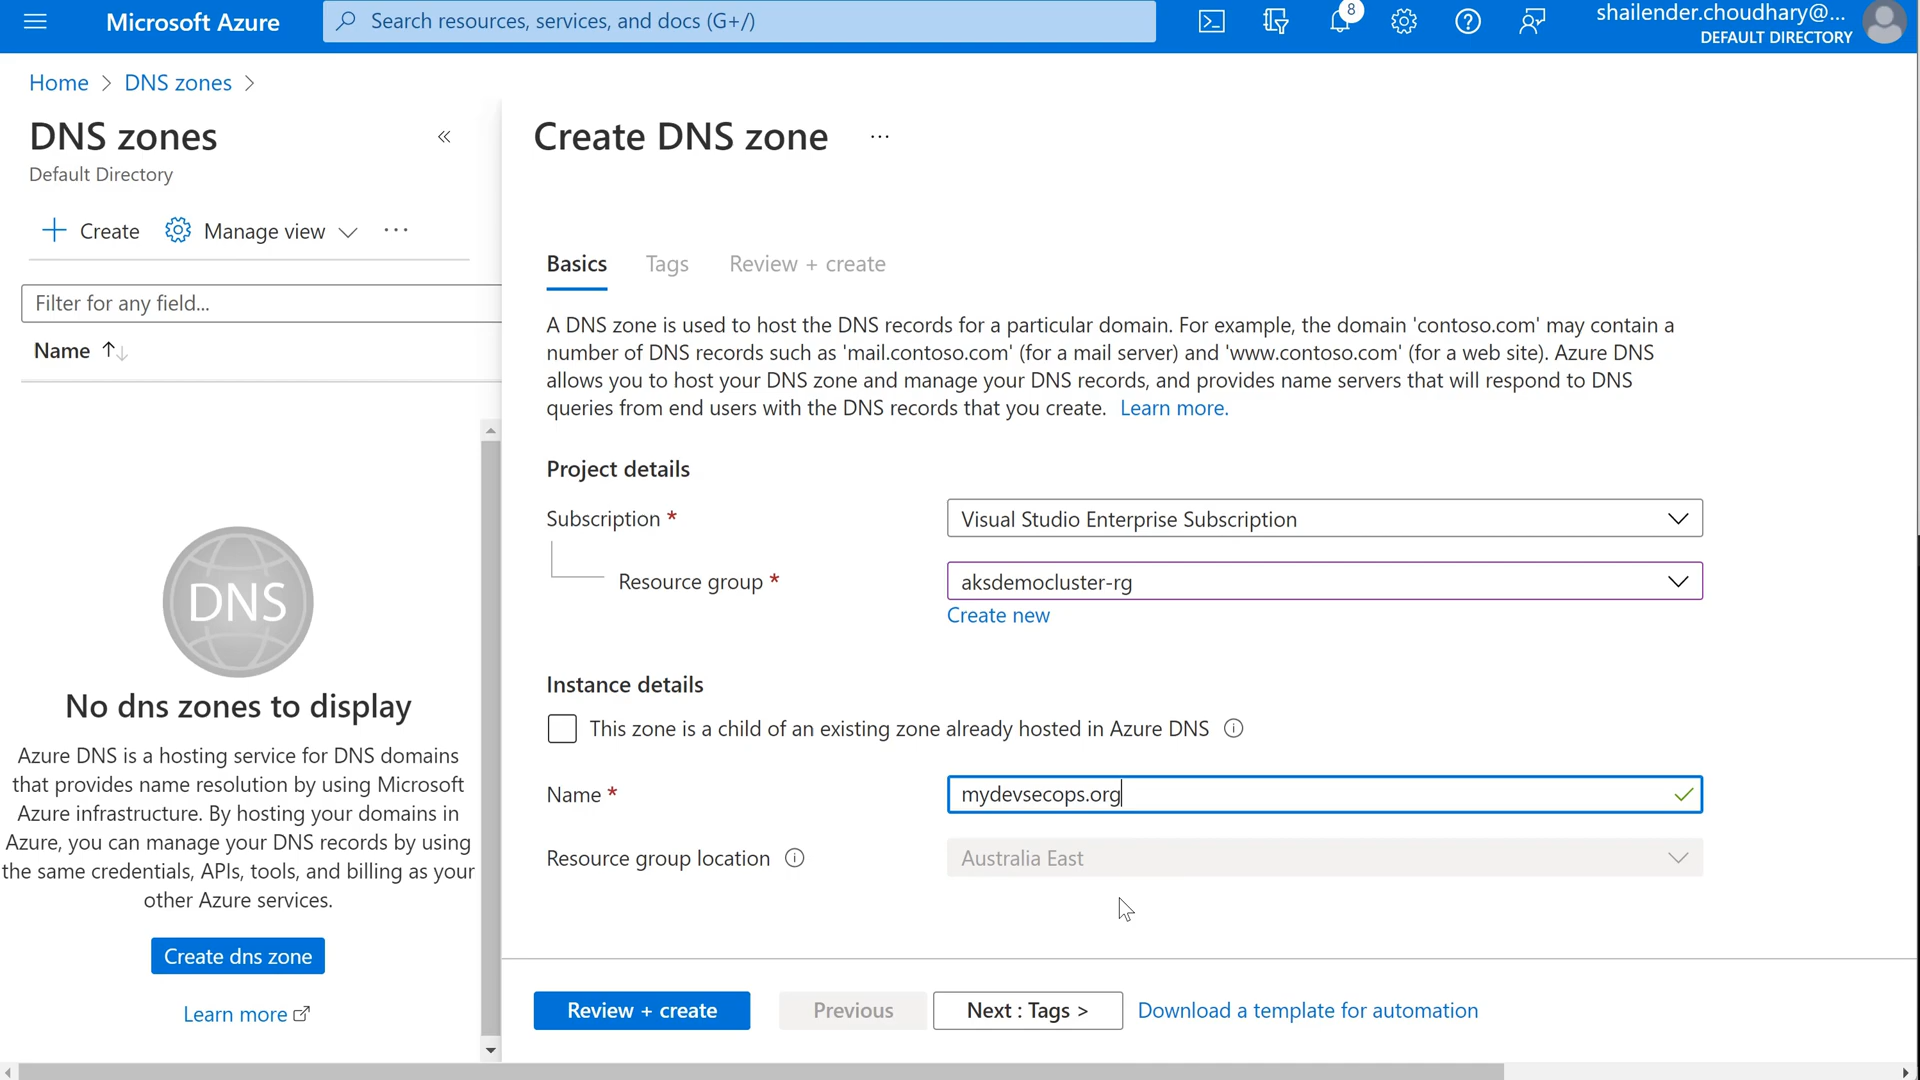 Microsoft Azure
Search resources, services, and docs (G+/)
8
shailender.choudhary@...
DEFAULT DIRECTORY
Home > DNS zones >
DNS zones
«
Default Directory
Create
Manage view
...
Filter for any field...
Name
DNS
No dns zones to display
Azure DNS is a hosting service for DNS domains
that provides name resolution by using Microsoft
Azure infrastructure. By hosting your domains in
Azure, you can manage your DNS records by using
the same credentials, APIs, tools, and billing as your
other Azure services.
Create dns zone
Learn more
Create DNS zone ...
Basics
Tags
Review + create
A DNS zone is used to host the DNS records for a particular domain. For example, the domain 'contoso.com' may contain a
number of DNS records such as 'mail.contoso.com' (for a mail server) and 'www.contoso.com' (for a web site). Azure DNS
allows you to host your DNS zone and manage your DNS records, and provides name servers that will respond to DNS
queries from end users with the DNS records that you create. Learn more.
Project details
Subscription *
Visual Studio Enterprise Subscription
Resource group *
aksdemocluster-rg
Create new
Instance details
This zone is a child of an existing zone already hosted in Azure DNS
Name *
mydevsecops.org
Resource group location
Australia East
Review + create
Previous
Next : Tags >
Download a template for automation